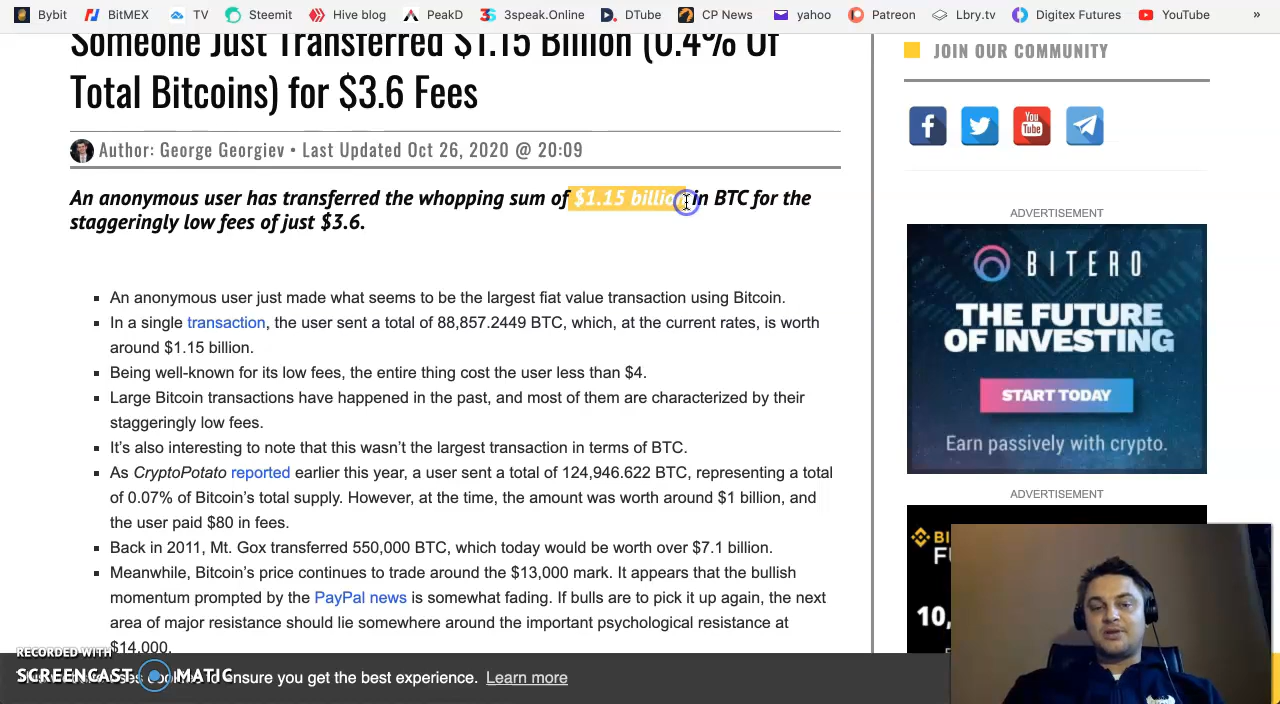 Bybit BitMEX TV Steemit Hive blog PeakD 3speak.Online DTube CP News yahoo Patreon Lbry.tv Digitex Futures YouTube »
Someone Just Transferred $1.15 Billion (0.4% Of
Total Bitcoins) for $3.6 Fees
Author: George Georgiev • Last Updated Oct 26, 2020 @ 20:09
An anonymous user has transferred the whopping sum of $1.15 billion in BTC for the
staggeringly low fees of just $3.6.
An anonymous user just made what seems to be the largest fiat value transaction using Bitcoin.
In a single transaction, the user sent a total of 88,857.2449 BTC, which, at the current rates, is worth
around $1.15 billion.
Being well-known for its low fees, the entire thing cost the user less than $4.
Large Bitcoin transactions have happened in the past, and most of them are characterized by their
staggeringly low fees.
It's also interesting to note that this wasn't the largest transaction in terms of BTC.
As CryptoPotato reported earlier this year, a user sent a total of 124,946.622 BTC, representing a total
of 0.07% of Bitcoin's total supply. However, at the time, the amount was worth around $1 billion, and
the user paid $80 in fees.
Back in 2011, Mt. Gox transferred 550,000 BTC, which today would be worth over $7.1 billion.
Meanwhile, Bitcoin's price continues to trade around the $13,000 mark. It appears that the bullish
momentum prompted by the PayPal news is somewhat fading. If bulls are to pick it up again, the next
area of major resistance should lie somewhere around the important psychological resistance at
$14,000.
JOIN OUR COMMUNITY
You
Tube
ADVERTISEMENT
BITERO
THE FUTURE
OF INVESTING
START TODAY
Earn passively with crypto.
ADVERTISEMENT
10,
RECORDED WITH
SCREENCAST MATIC
ensure you get the best experience. Learn more